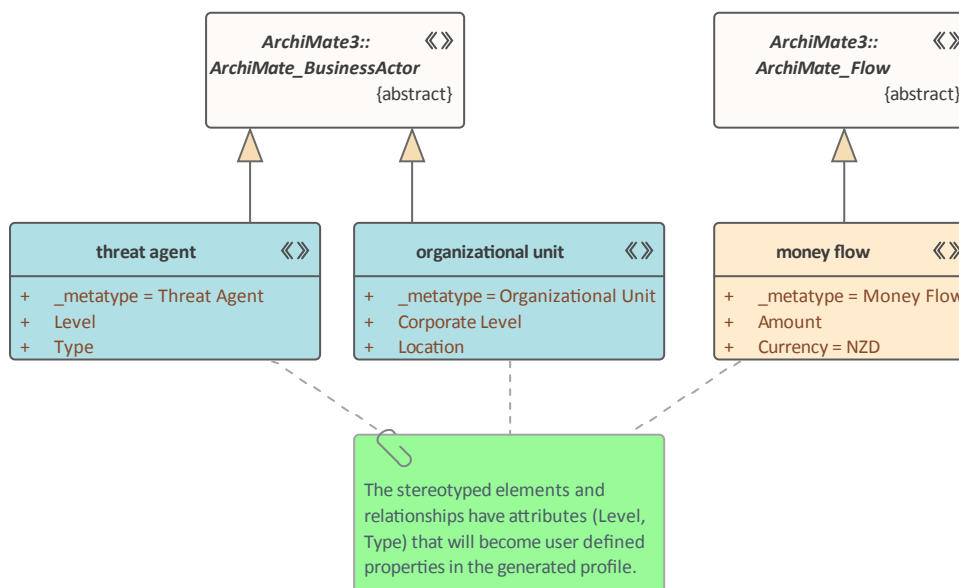 ArchiMate3:: «»
ArchiMate_BusinessActor
{abstract}
ArchiMate3:: «»
ArchiMate_Flow
{abstract}
threat agent «»
+ _metatype = Threat Agent
+ Level
+ Type
organizational unit «»
+ _metatype = Organizational Unit
+ Corporate Level
+ Location
money flow «»
+ _metatype = Money Flow
+ Amount
+ Currency = NZD
The stereotyped elements and
relationships have attributes (Level,
Type) that will become user defined
properties in the generated profile.